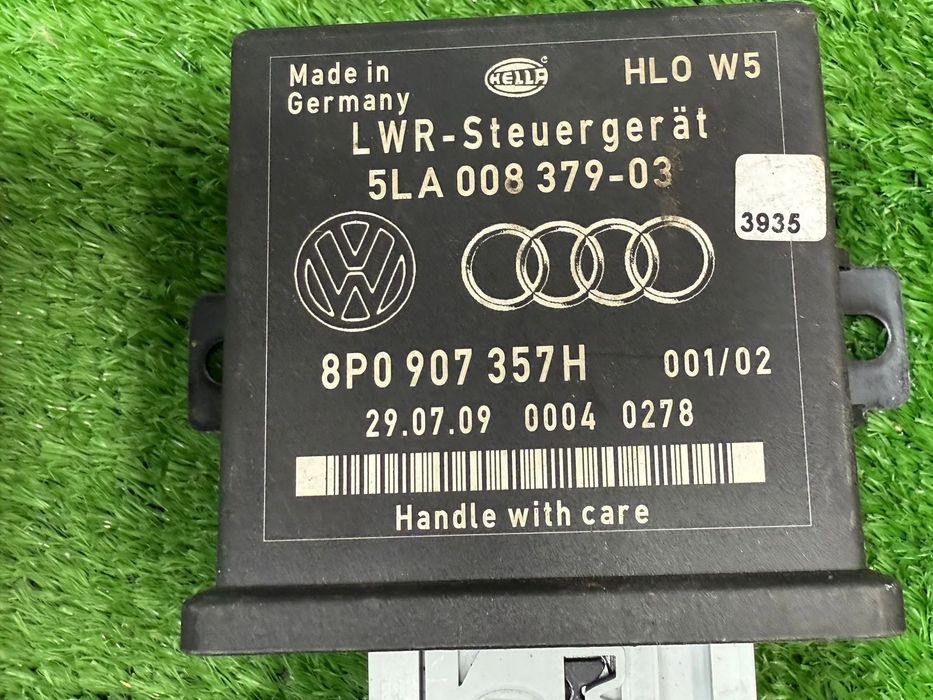 Made in
Germany
HELLA
HLO W5
LWR-Steuergerät
5LA 008 379-03
3935
8P0 907 357H 001/02
29.07.09 0004 0278
Handle with care